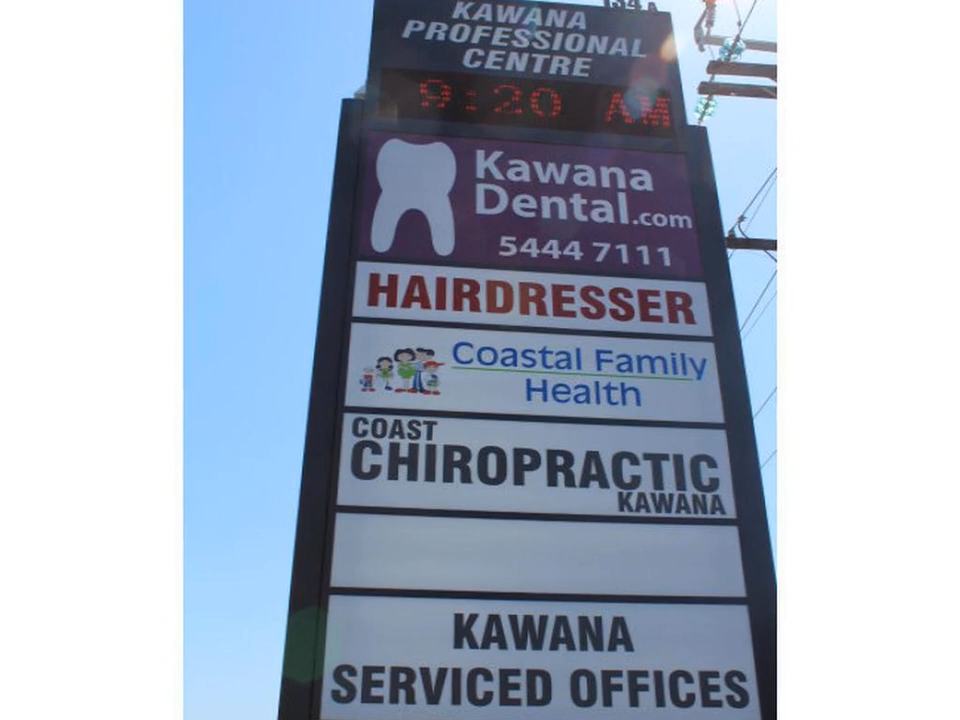 134A
KAWANA
PROFESSIONAL
CENTRE
9:20 AM
Kawana
Dental.com
5444 7111
HAIRDRESSER
Coastal Family
Health
COAST
CHIROPRACTIC
KAWANA
KAWANA
SERVICED OFFICES